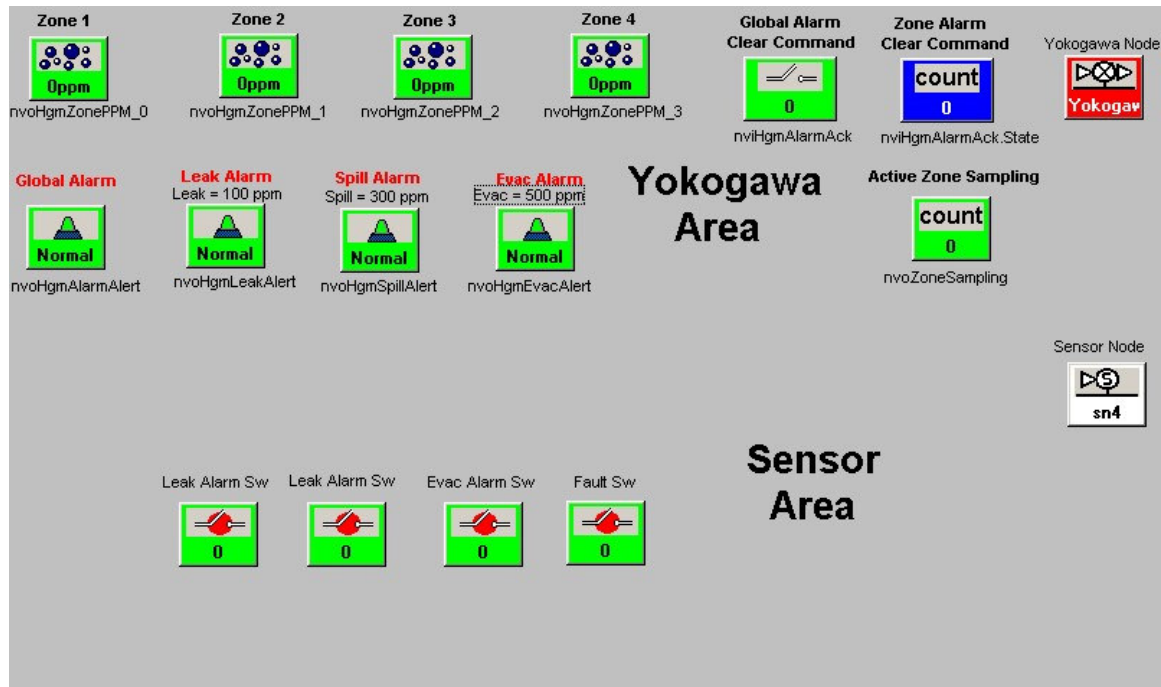 Zone 1
Zone 2
Zone 3
Zone 4
Global Alarm
Clear Command
Zone Alarm
Clear Command
Yokogawa Node
0ppm
0ppm
0ppm
0ppm
0
count
0
Yokogav
nvoHgmZonePPM_0
nvoHgmZonePPM_1
nvoHgmZonePPM_2
nvoHgmZonePPM_3
nviHgmAlarmAck
nviHgmAlarmAck.State
Global Alarm
Leak Alarm
Leak = 100 ppm
Spill Alarm
Spill = 300 ppm
Evac Alarm
Evac = 500 ppm
Yokogawa
Area
Active Zone Sampling
Normal
Normal
Normal
Normal
count
0
nvoHgmAlarmAlert
nvoHgmLeakAlert
nvoHgmSpillAlert
nvoHgmEvacAlert
nvoZoneSampling
Sensor Node
S
sn4
Sensor
Area
Leak Alarm Sw
Leak Alarm Sw
Evac Alarm Sw
Fault Sw
0
0
0
0